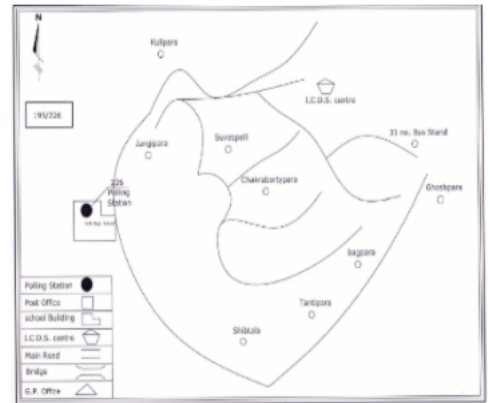 N
Kulipara
I.C.D.S. centre
195/226
Jangipara
Suvaspalli
31 no. Bus Stand
Chakrabortypara
Ghoshpara
226
Polling
Station
bagpara
Tantipara
Shibtala
Polling Station
Post Office
school Building
I.C.D.S. centre
Main Road
Bridge
G.P. Office